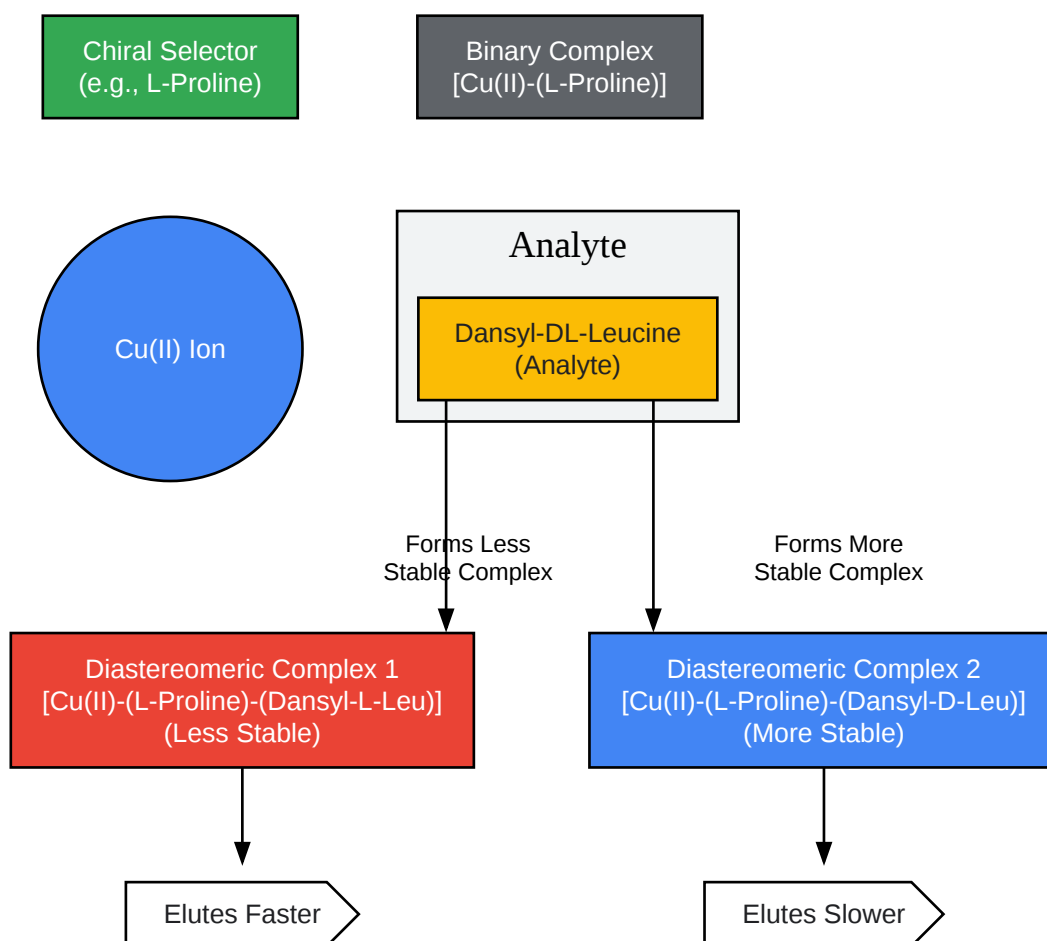 Chiral Selector
(e.g., L-Proline)
Binary Complex
[Cu(II)-(L-Proline)]
Cu(II) Ion
Analyte
Dansyl-DL-Leucine
(Analyte)
Forms Less
Stable Complex
Forms More
Stable Complex
Diastereomeric Complex 1
[Cu(II)-(L-Proline)-(Dansyl-L-Leu)]
(Less Stable)
Diastereomeric Complex 2
[Cu(II)-(L-Proline)-(Dansyl-D-Leu)]
(More Stable)
Elutes Faster
Elutes Slower